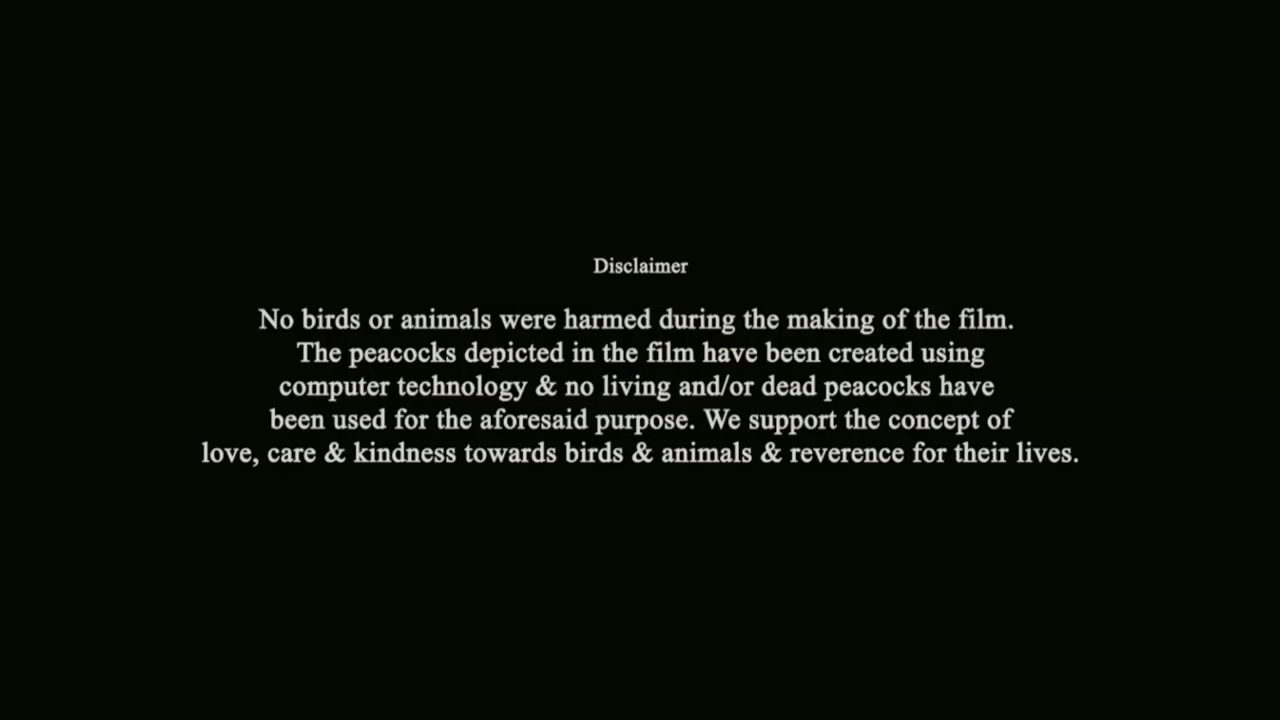 Disclaimer
No birds or animals were harmed during the making of the film.
The peacocks depicted in the film have been created using
computer technology & no living and/or dead peacocks have
been used for the aforesaid purpose. We support the concept of
love, care & kindness towards birds & animals & reverence for their lives.